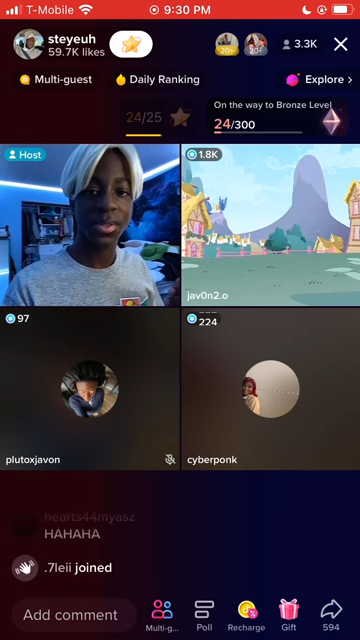 T-Mobile
9:30 PM
steyeuh
59.7K likes
20+
20+
3.3K
Multi-guest
Daily Ranking
Explore >
24/25
On the way to Bronze Level
24/300
Host
1.8K
jav0n2.o
97
224
plutoxjavon
cyberponk
hearts44myasz
HAHAHA
.7leii joined
Add comment
Multi-g...
Poll
Recharge
Gift
594